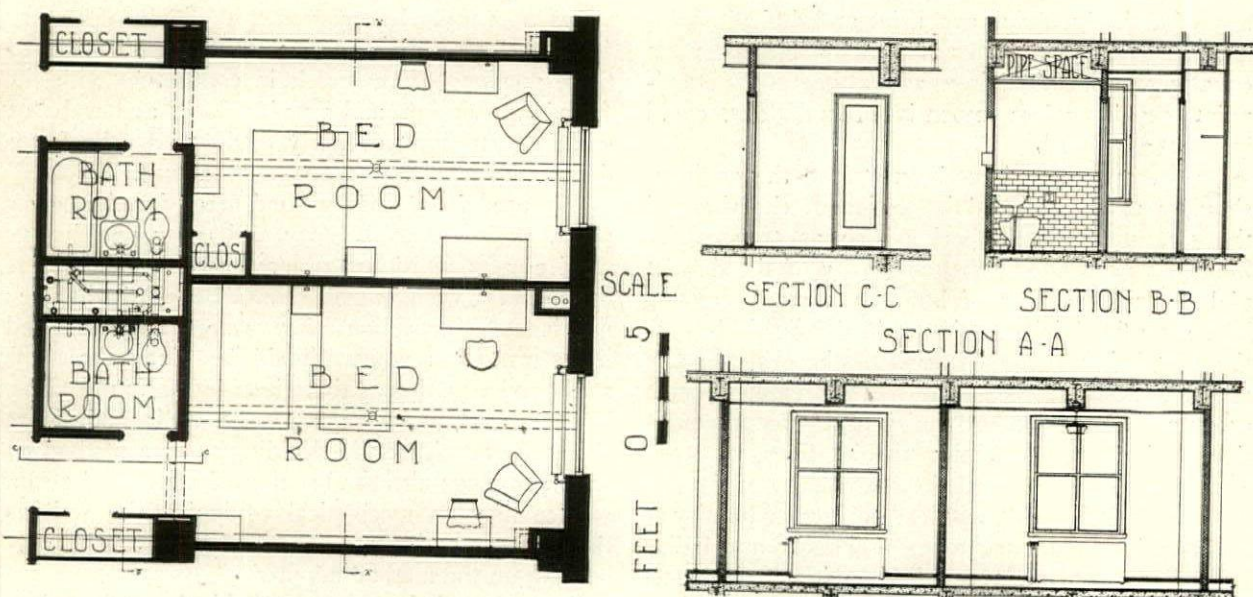 CLOSET
BED
ROOM
BATH
ROOM
CLOS
BATH
ROOM
BED
ROOM
CLOSET
SCALE
5
0
FEET
SECTION C-C
PIPE SPACE
SECTION B-B
SECTION A-A